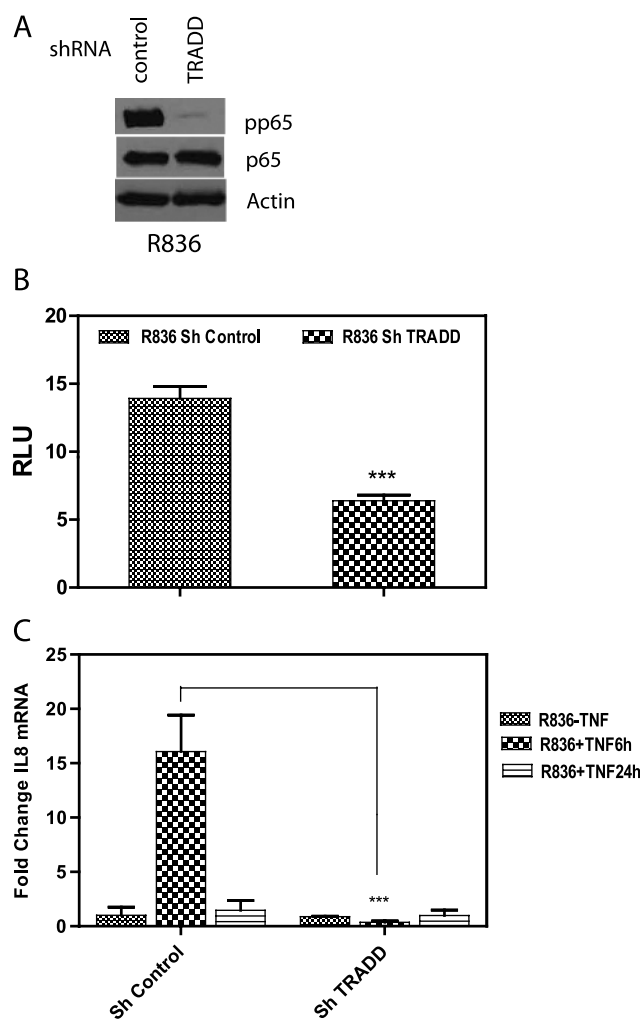 A
shRNA
control
TRADD
pp65
p65
Actin
R836
B
20
15
10
5
0
RLU
R836 Sh Control
R836 Sh TRADD
***
C
25
20
15
10
5
0
Fold Change IL8 mRNA
***
R836-TNF
R836+TNF6h
R836+TNF24h
Sh Control
Sh TRADD